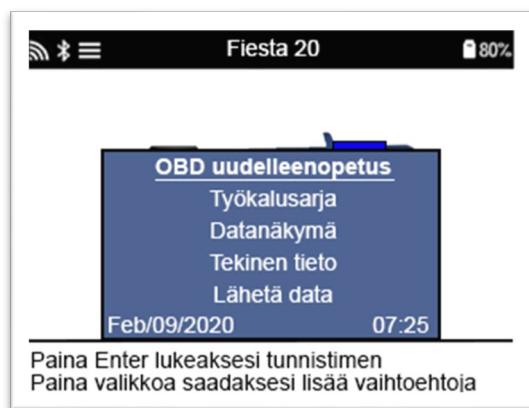 Fiesta 20
80%
OBD uudelleenopetus
Työkalusarja
Datanäkymä
Tekinen tieto
Lähetä data
Feb/09/2020 07:25
Paina Enter lukeaksesi tunnistimen
Paina valikkoa saadaksesi lisää vaihtoehtoja